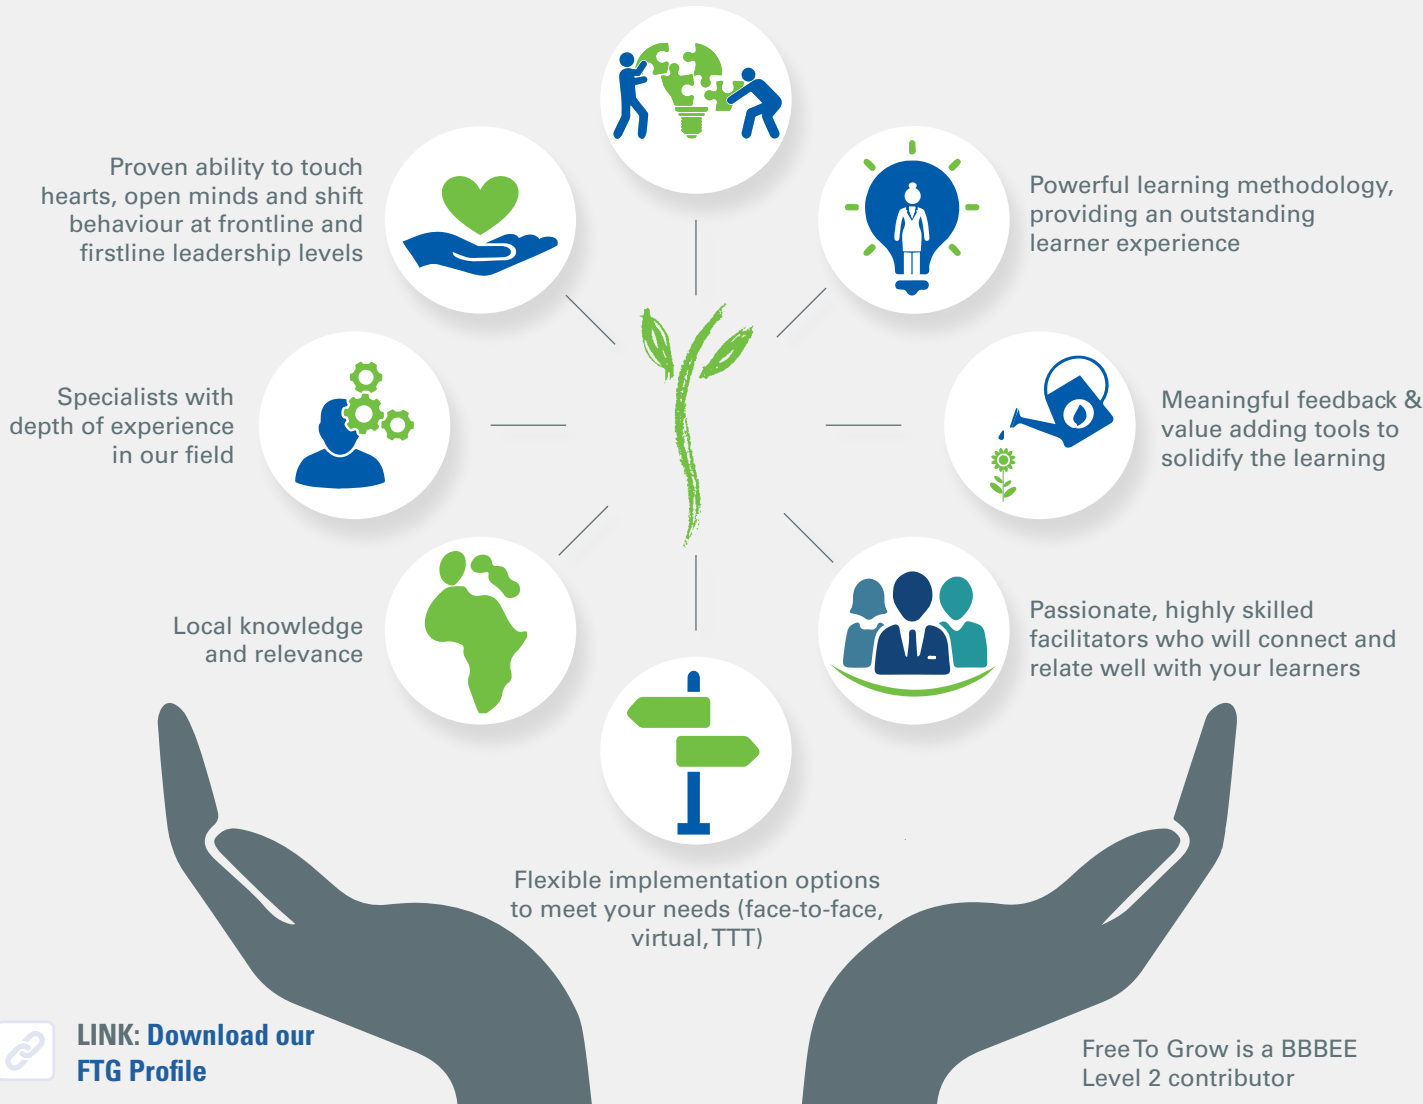 Proven ability to touch
hearts, open minds and shift
behaviour at frontline and
firstline leadership levels
Powerful learning methodology,
providing an outstanding
learner experience
Specialists with
depth of experience
in our field
Meaningful feedback &
value adding tools to
solidify the learning
Local knowledge
and relevance
Passionate, highly skilled
facilitators who will connect and
relate well with your learners
Flexible implementation options
to meet your needs (face-to-face,
virtual, TTT)
LINK: Download our
FTG Profile
Free To Grow is a BBBEE
Level 2 contributor